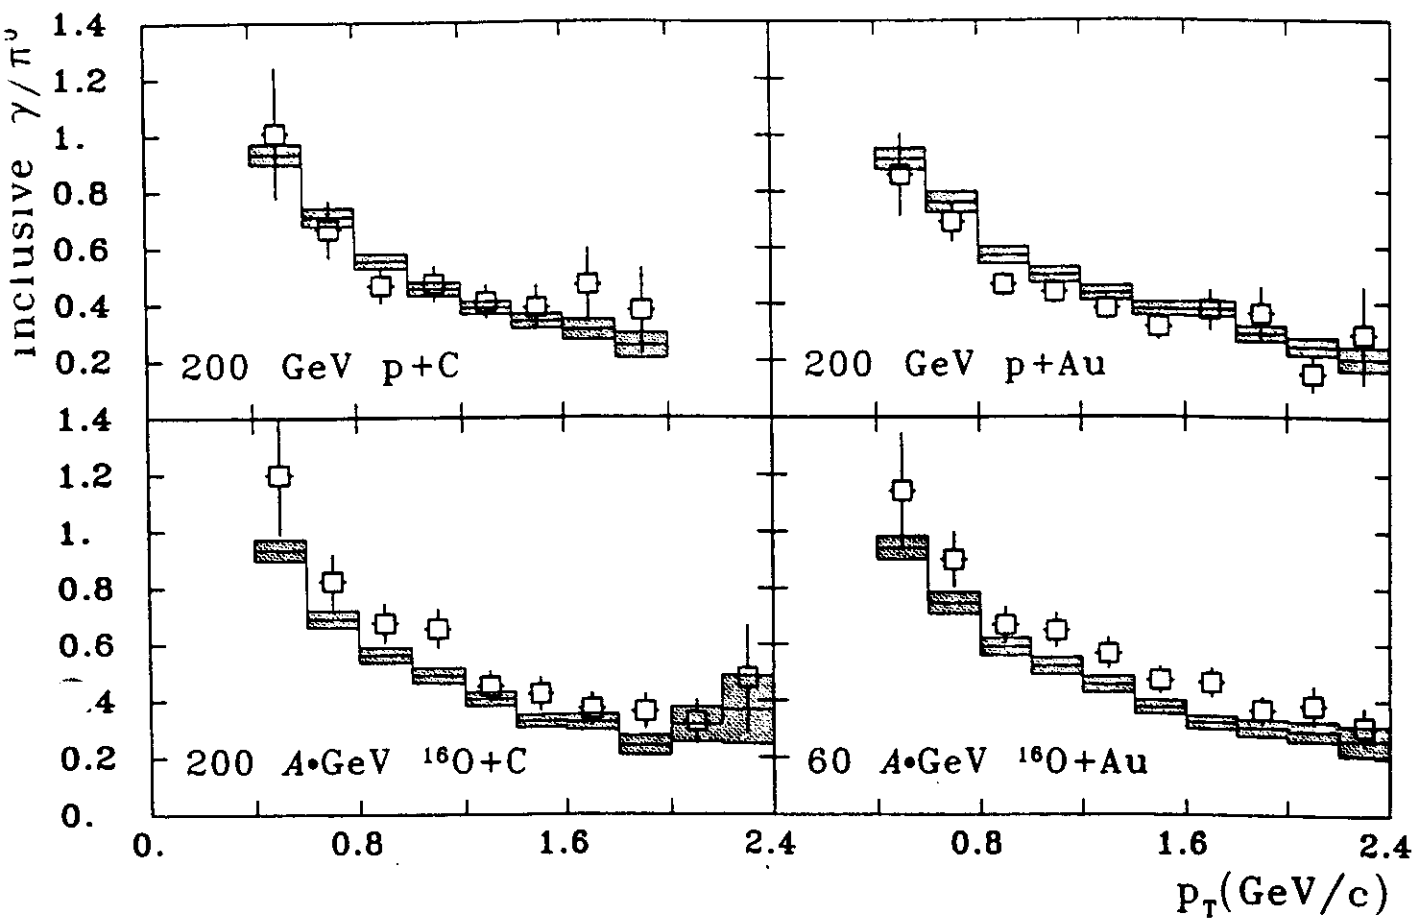 inclusive γ/π⁰
1.4
1.2
1.
0.8
0.6
0.4
0.2
200 GeV p+C
200 GeV p+Au
1.4
1.2
1.
0.8
0.6
.4
0.2
0.
200 A•GeV ¹⁶O+C
60 A•GeV ¹⁶O+Au
0. 0.8 1.6 2.4 0.8 1.6 2.4
p_T(GeV/c)